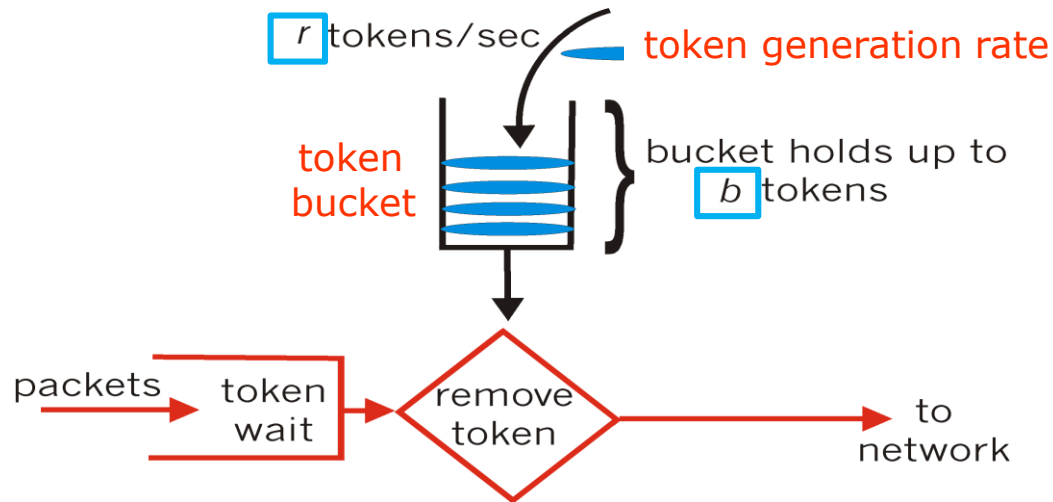 r tokens/sec
token generation rate
token
bucket
bucket holds up to
b tokens
packets
token
wait
remove
token
to
network